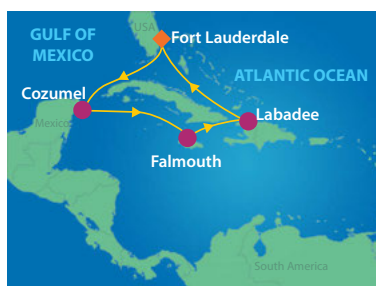 USA
GULF OF
MEXICO
Fort Lauderdale
ATLANTIC OCEAN
Cozumel
Mexico
Labadee
Falmouth
South America